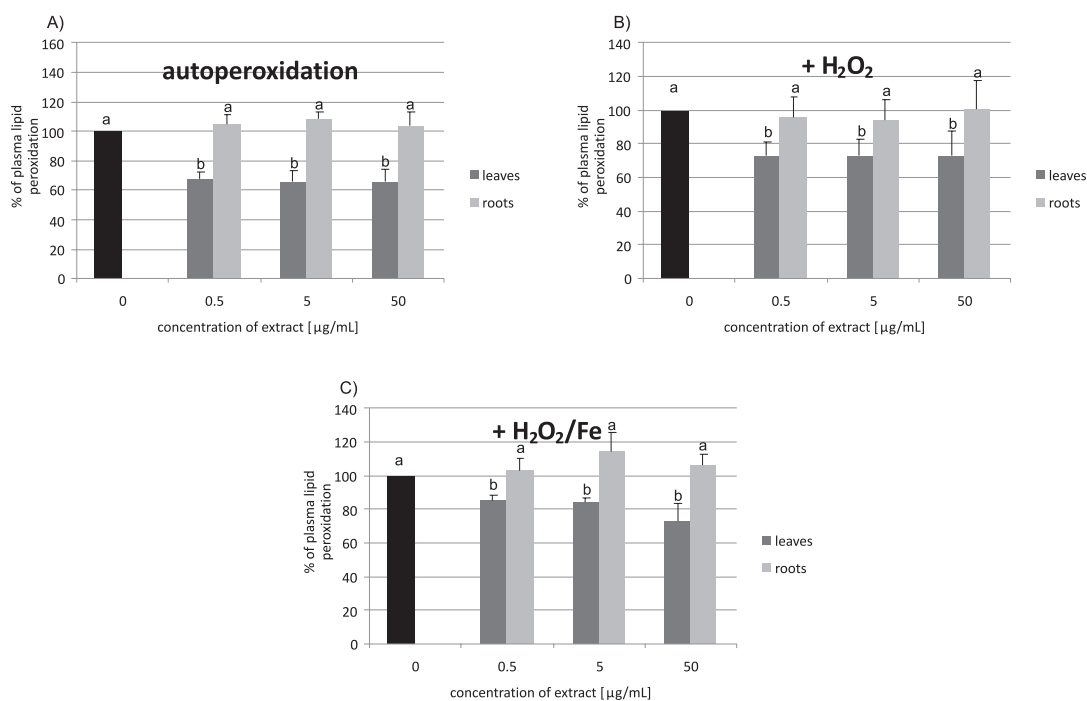 A)
autoperoxidation
% of plasma lipid
peroxidation
160
140
120
100
80
60
40
20
0
a
b
a
b
a
b
a
0
0.5
5
50
concentration of extract [µg/mL]
leaves
roots
B)
+ H₂O₂
% of plasma lipid
peroxidation
140
120
100
80
60
40
20
0
a
b
a
b
a
b
a
0
0.5
5
50
concentration of extract [µg/mL]
leaves
roots
C)
+ H₂O₂/Fe
% of plasma lipid
peroxidation
140
120
100
80
60
40
20
0
a
b
a
b
a
b
a
0
0.5
5
50
concentration of extract [µg/mL]
leaves
roots